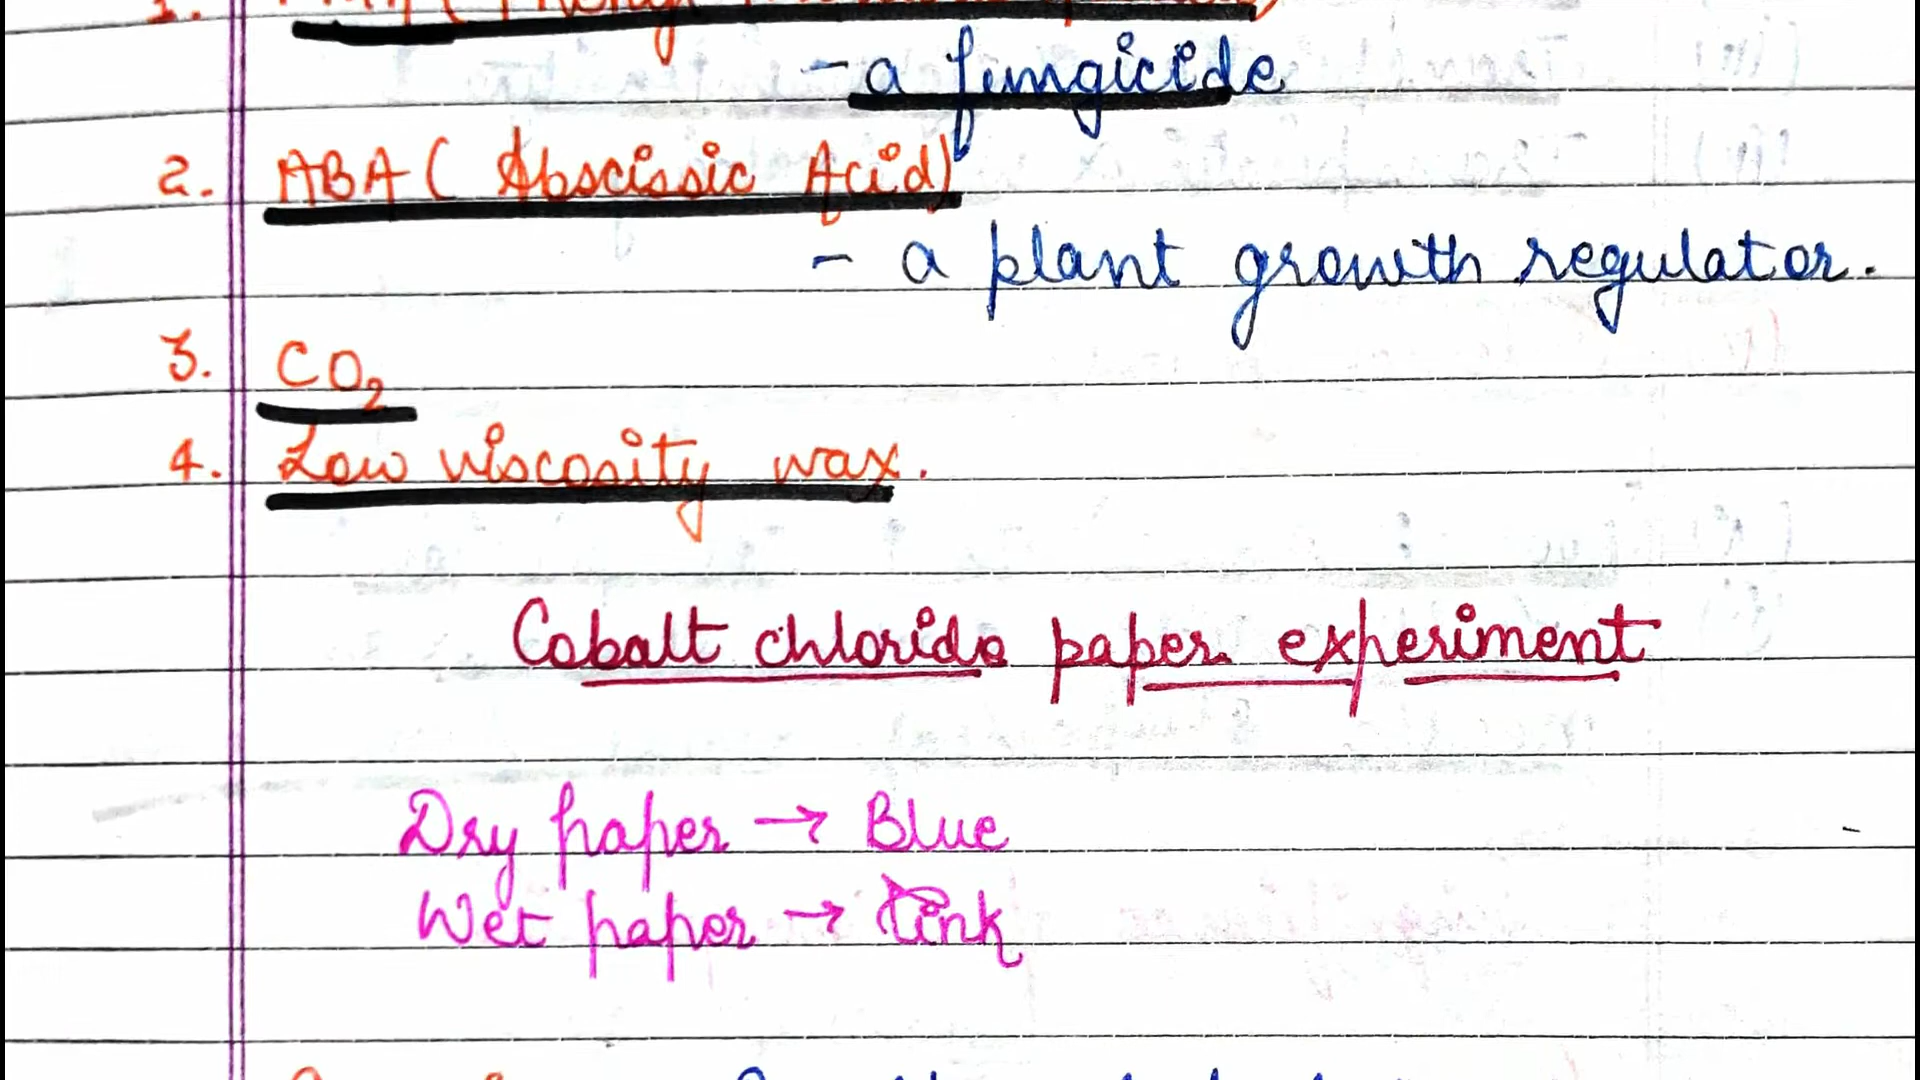 - a fungicide
2. ABA ( Abscissic Acid)
- a plant growth regulator.
3. CO₂
4. Low viscosity wax.
Cobalt chloride paper experiment
Dry paper → Blue
Wet paper → Pink